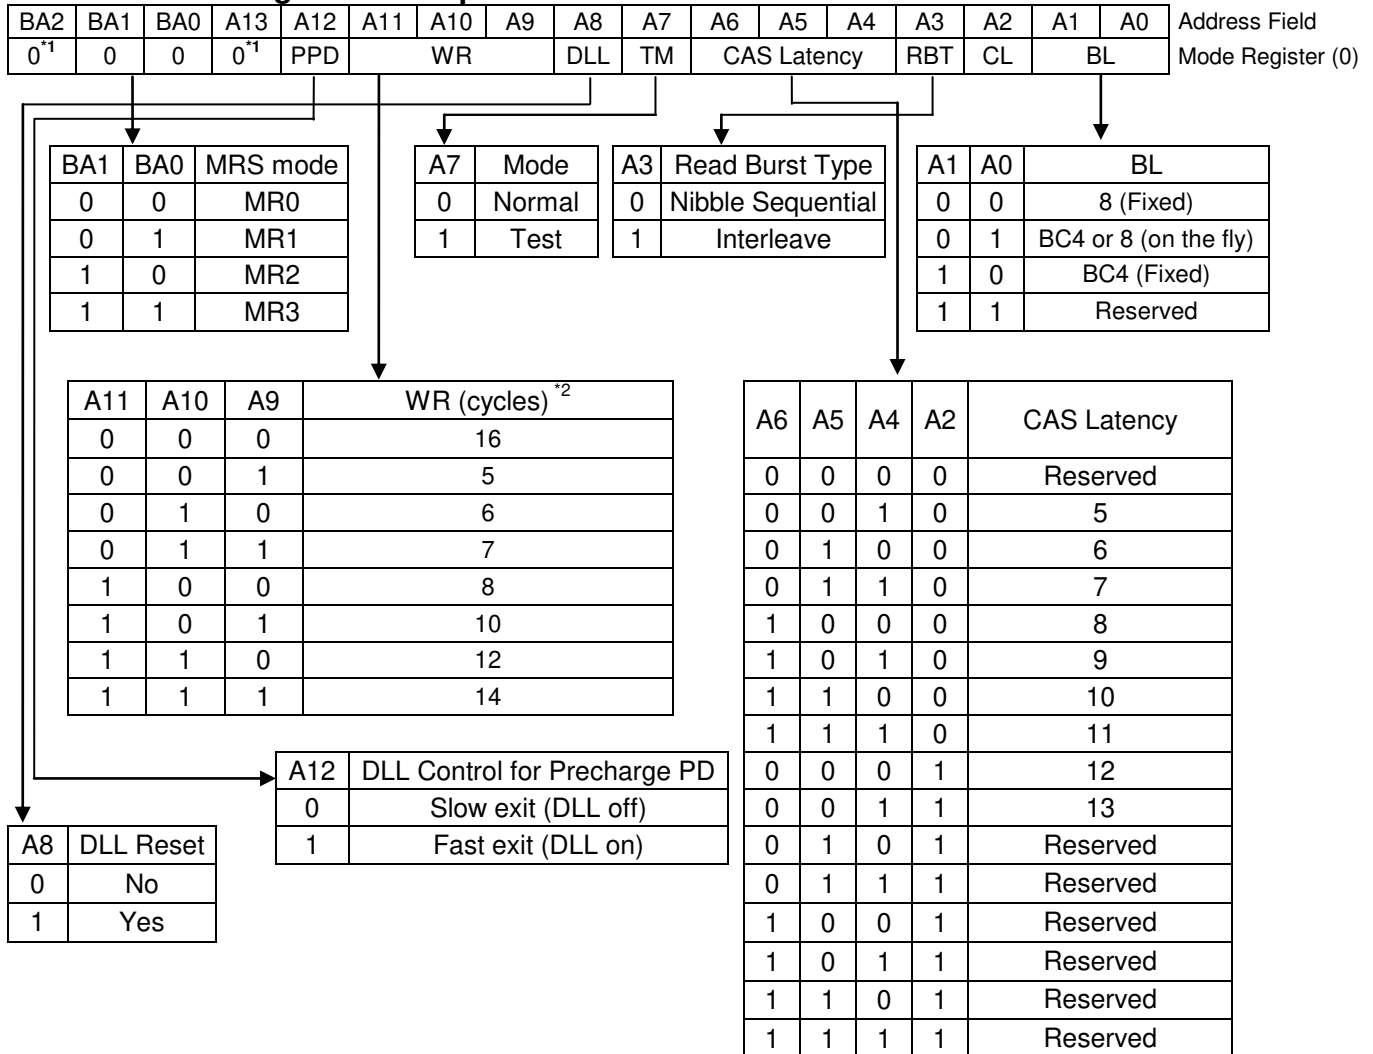 BA2 BA1 BA0 A13 A12 A11 A10 A9 A8 A7 A6 A5 A4 A3 A2 A1 A0 Address Field
0*1 0 0 0*1 PPD WR DLL TM CAS Latency RBT CL BL Mode Register (0)
BA1 BA0 MRS mode
0 0 MR0
0 1 MR1
1 0 MR2
1 1 MR3
A7 Mode
0 Normal
1 Test
A3 Read Burst Type
0 Nibble Sequential
1 Interleave
A1 A0 BL
0 0 8 (Fixed)
0 1 BC4 or 8 (on the fly)
1 0 BC4 (Fixed)
1 1 Reserved
A11 A10 A9 WR (cycles) *2
0 0 0 16
0 0 1 5
0 1 0 6
0 1 1 7
1 0 0 8
1 0 1 10
1 1 0 12
1 1 1 14
A6 A5 A4 A2 CAS Latency
0 0 0 0 Reserved
0 0 1 0 5
0 1 0 0 6
0 1 1 0 7
1 0 0 0 8
1 0 1 0 9
1 1 0 0 10
1 1 1 0 11
0 0 0 1 12
0 0 1 1 13
0 1 0 1 Reserved
0 1 1 1 Reserved
1 0 0 1 Reserved
1 0 1 1 Reserved
1 1 0 1 Reserved
1 1 1 1 Reserved
A12 DLL Control for Precharge PD
0 Slow exit (DLL off)
1 Fast exit (DLL on)
A8 DLL Reset
0 No
1 Yes